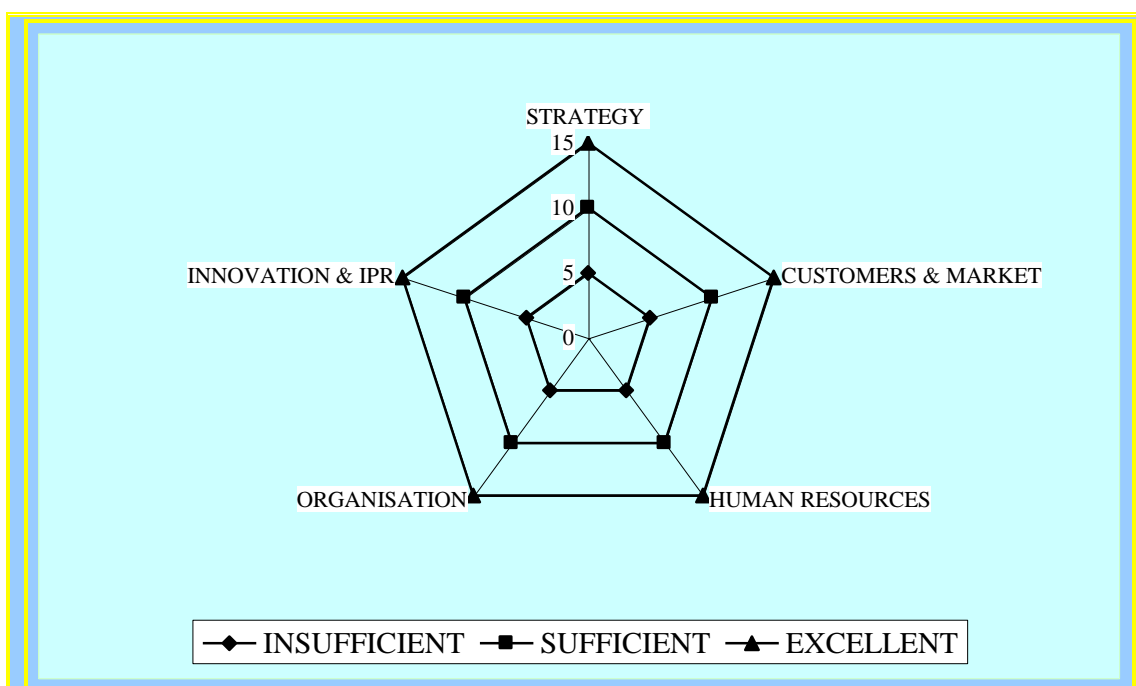 STRATEGY
15
10
5
0
INNOVATION & IPR
CUSTOMERS & MARKET
ORGANISATION
HUMAN RESOURCES
INSUFFICIENT SUFFICIENT EXCELLENT